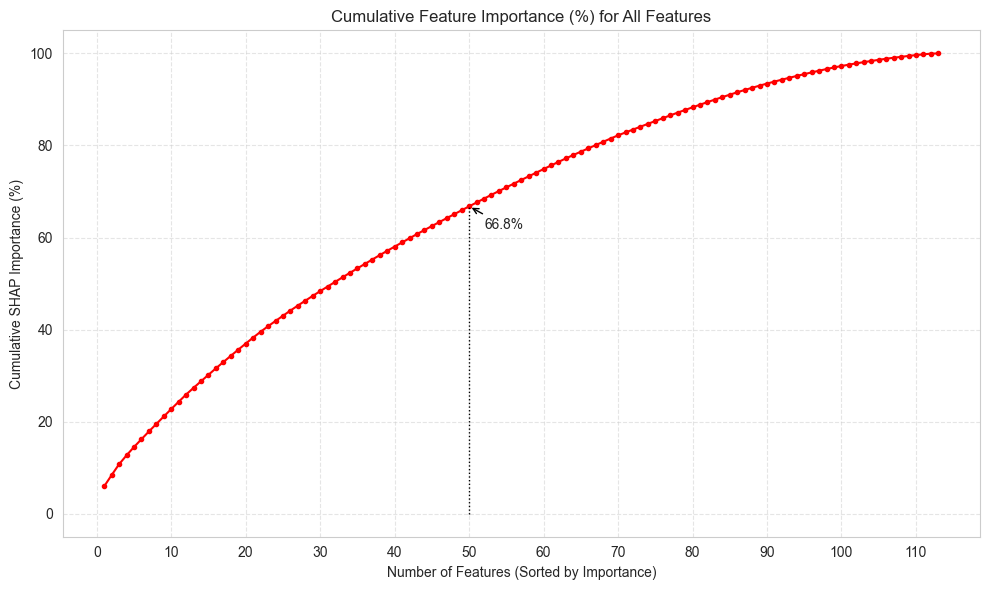 Cumulative Feature Importance (%) for All Features
Cumulative SHAP Importance (%)
100
80
60
40
20
0
66.8%
0 10 20 30 40 50 60 70 80 90 100 110
Number of Features (Sorted by Importance)